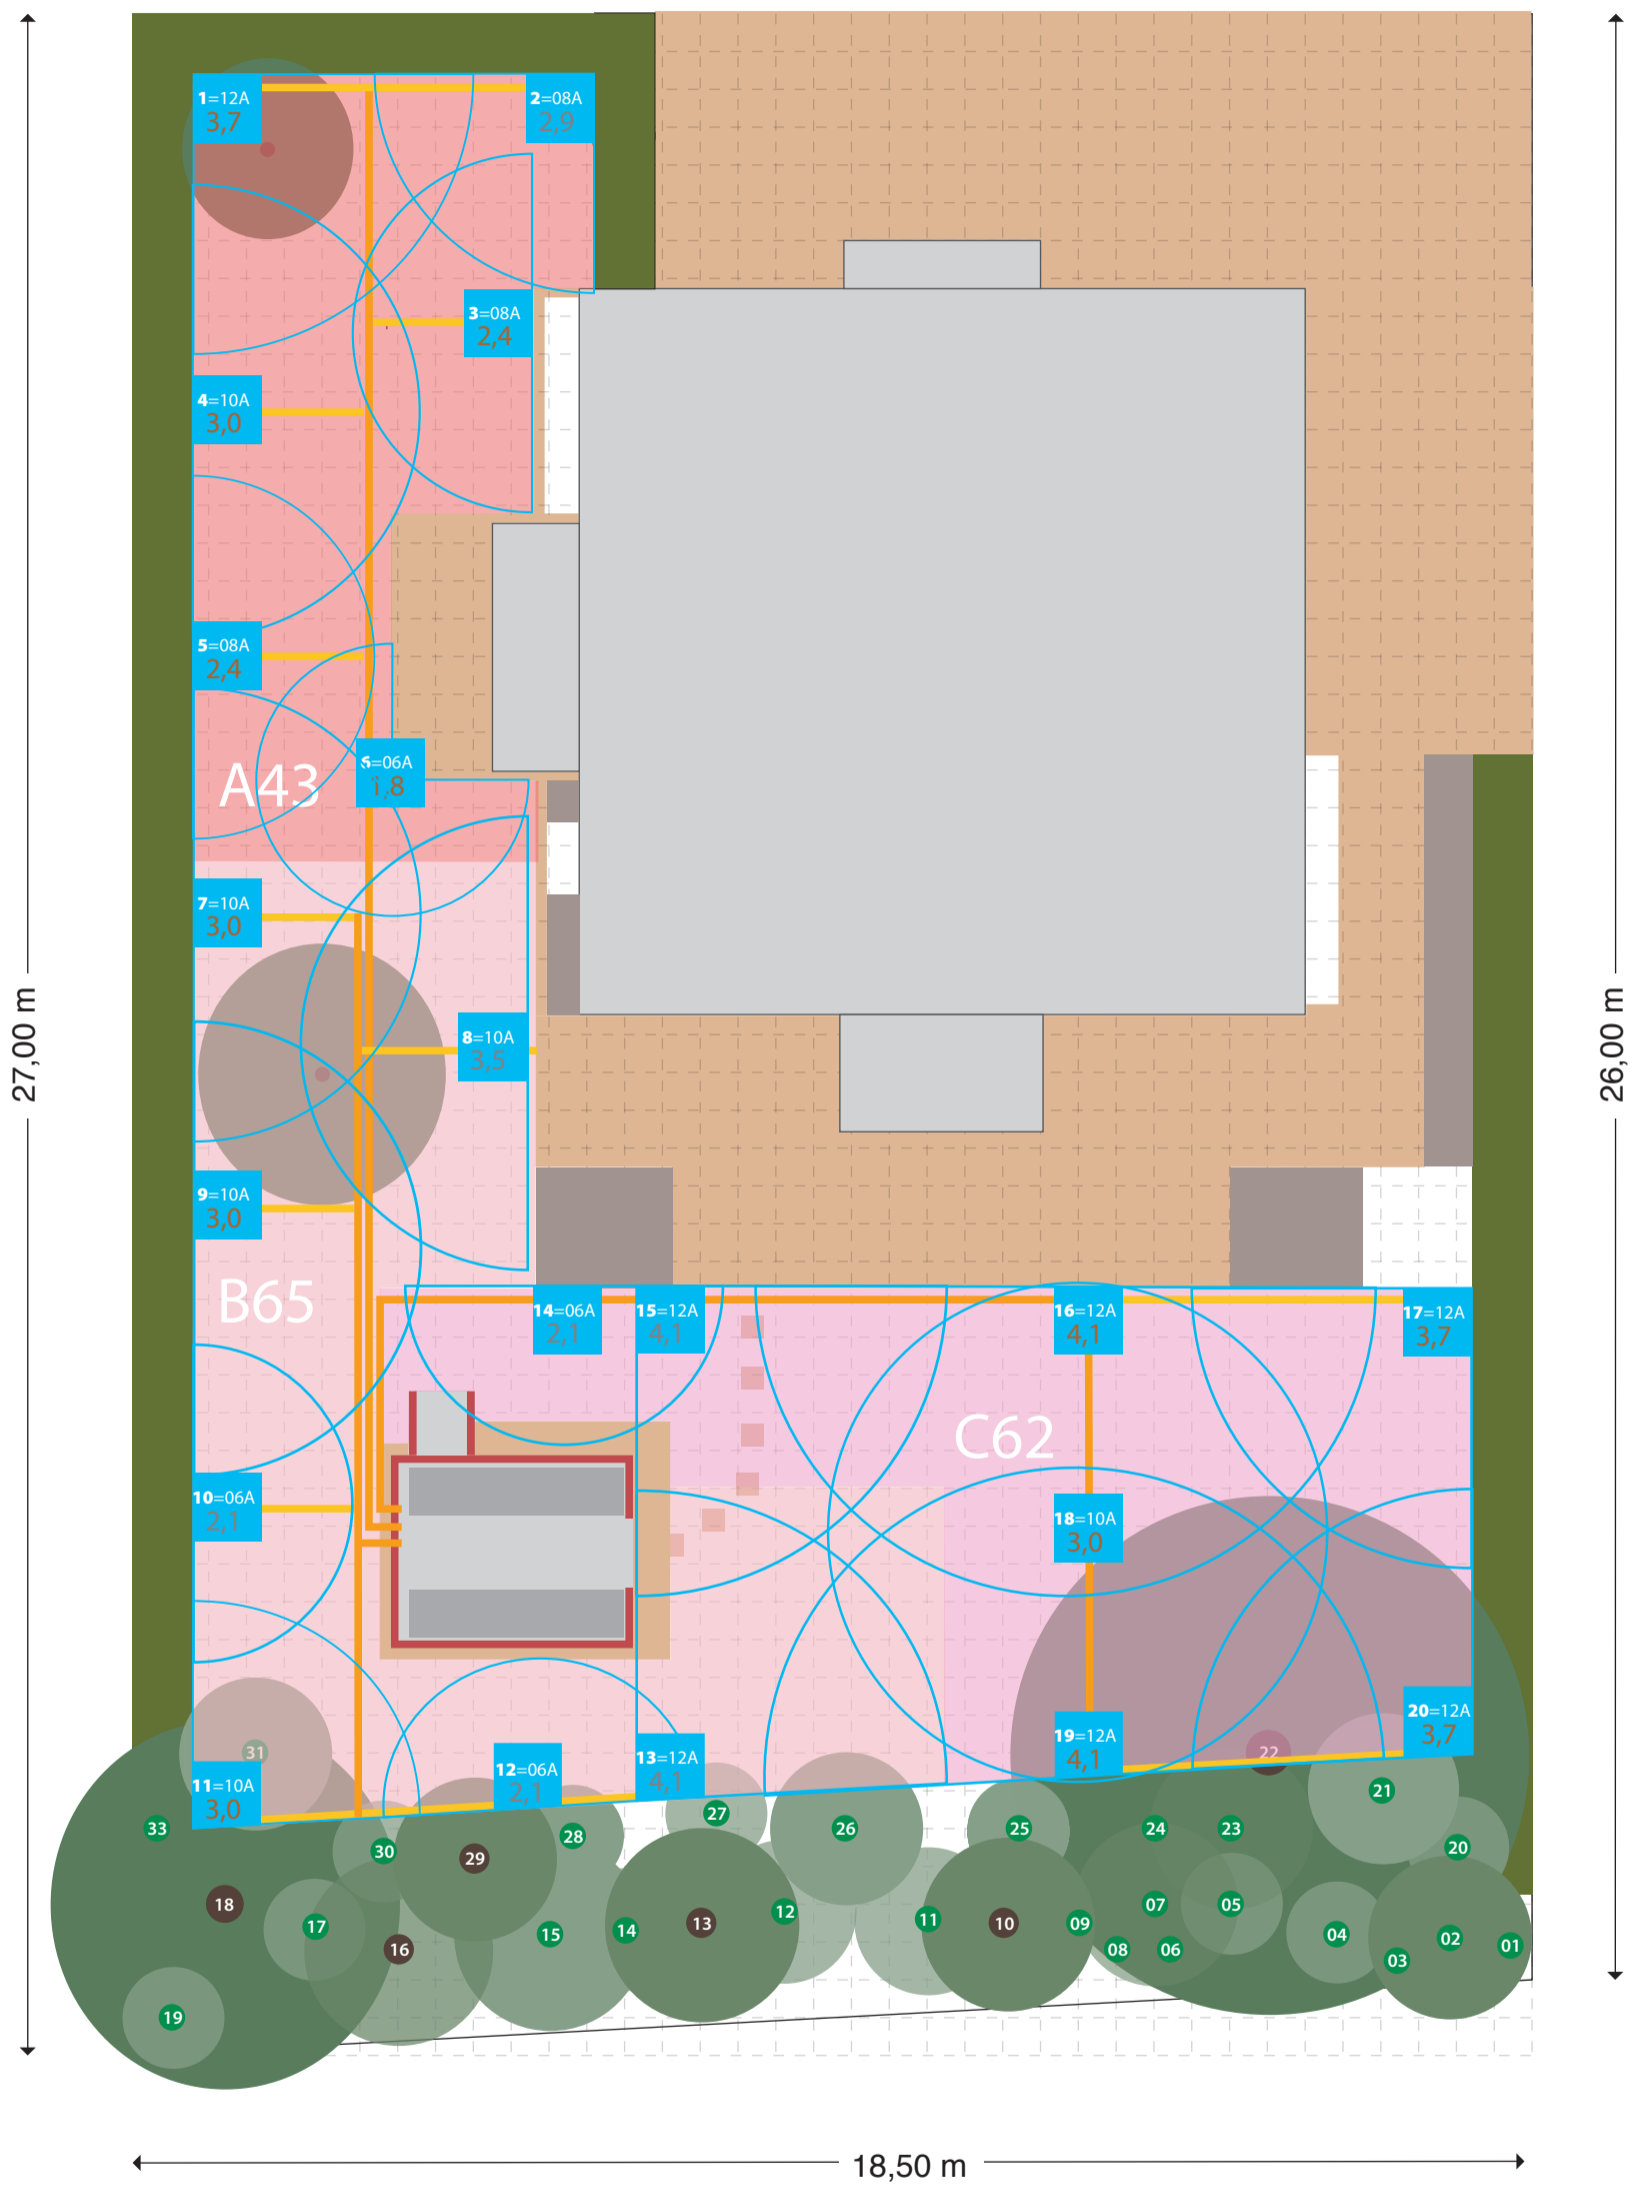 1=12A
3,7
2=08A
2,9
3=08A
2,4
4=10A
3,0
5=08A
2,4
6=06A
1,8
A43
7=10A
3,0
8=10A
3,5
27,00 m
26,00 m
9=10A
3,0
B65
14=06A
2,1
15=12A
4,1
16=12A
4,1
17=12A
3,7
C62
10=06A
2,1
18=10A
3,0
11=10A
3,0
12=06A
2,1
13=12A
4,1
19=12A
4,1
20=12A
3,7
31
22
21
33
30
29
28
27
26
25
24
23
20
18
17
16
15
14
13
12
11
10
09
08
07
06
05
04
03
02
01
19
18,50 m